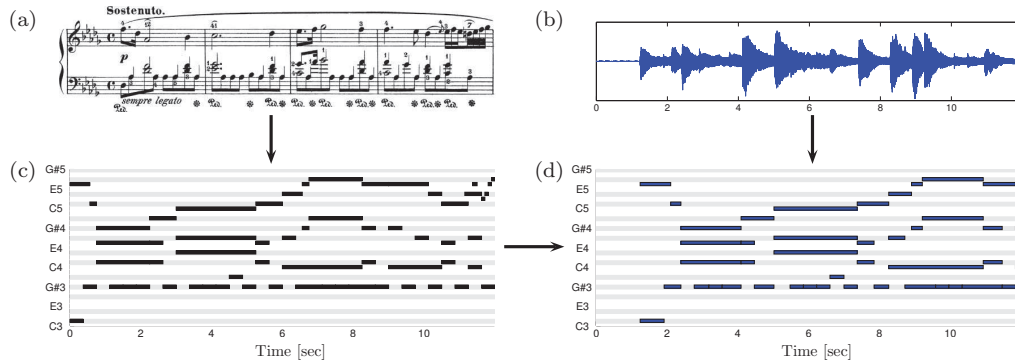 (a)
Sostenuto.
p
sempre legato
(b)
0 2 4 6 8 10
(c)
G#5
E5
C5
G#4
E4
C4
G#3
E3
C3
0 2 4 6 8 10
Time [sec]
(d)
G#5
E5
C5
G#4
E4
C4
G#3
E3
C3
0 2 4 6 8 10
Time [sec]